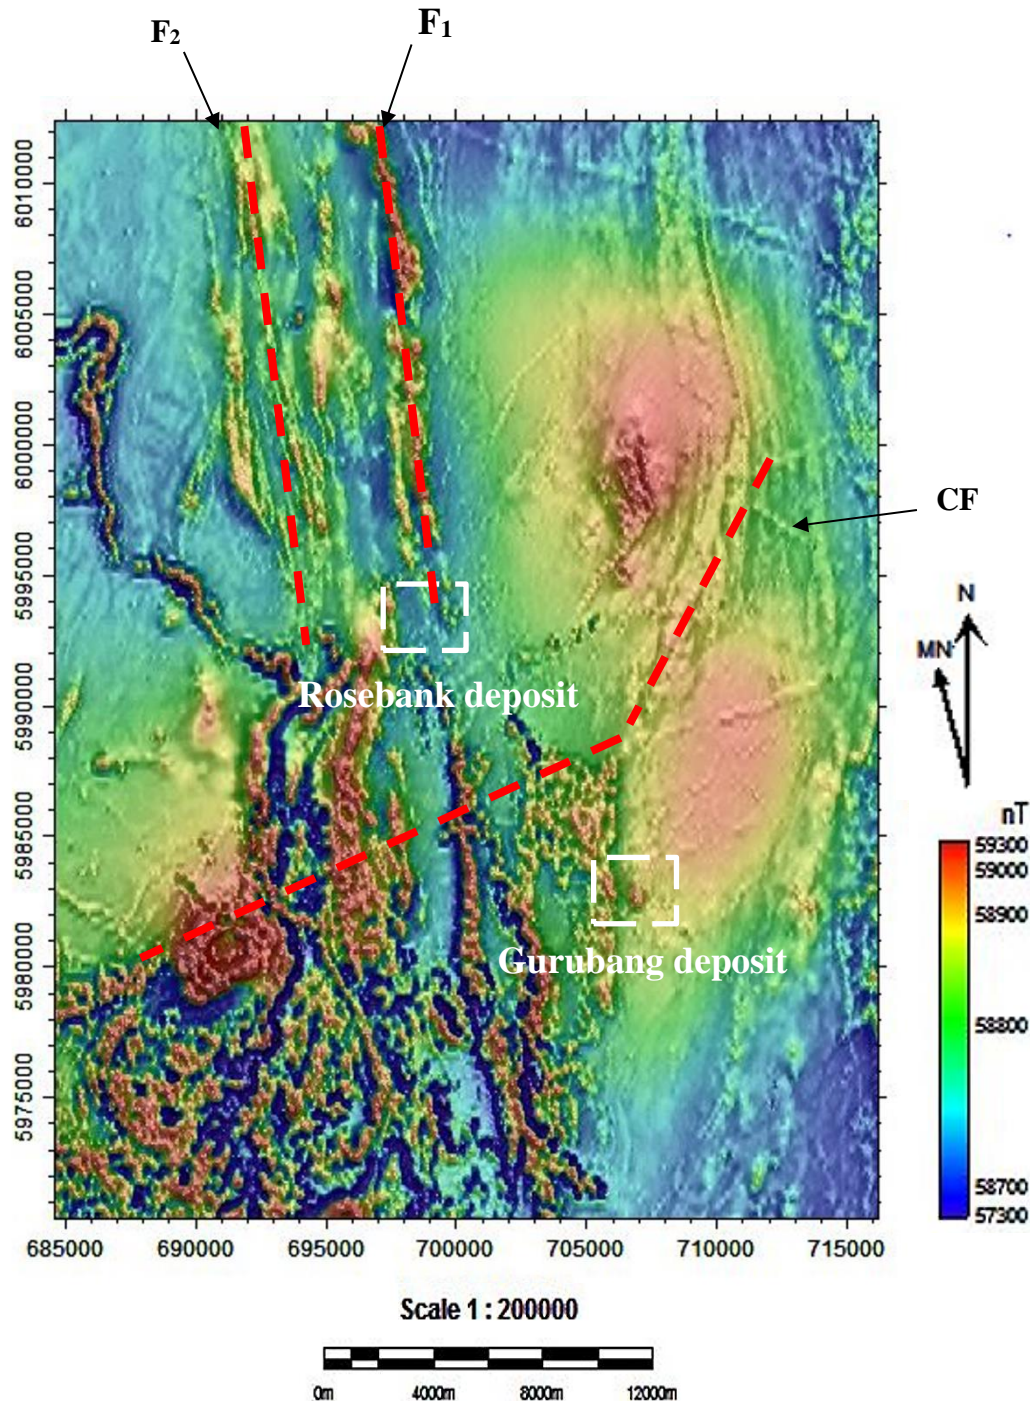 F₂
F₁
6010000
6005000
6000000
5995000
5990000
5985000
5980000
5975000
CF
N
MN
Rosebank deposit
Gurubang deposit
nT
59300
59000
58900
58800
58700
57300
685000 690000 695000 700000 705000 710000 715000
Scale 1 : 200000
0m 4000m 8000m 12000m